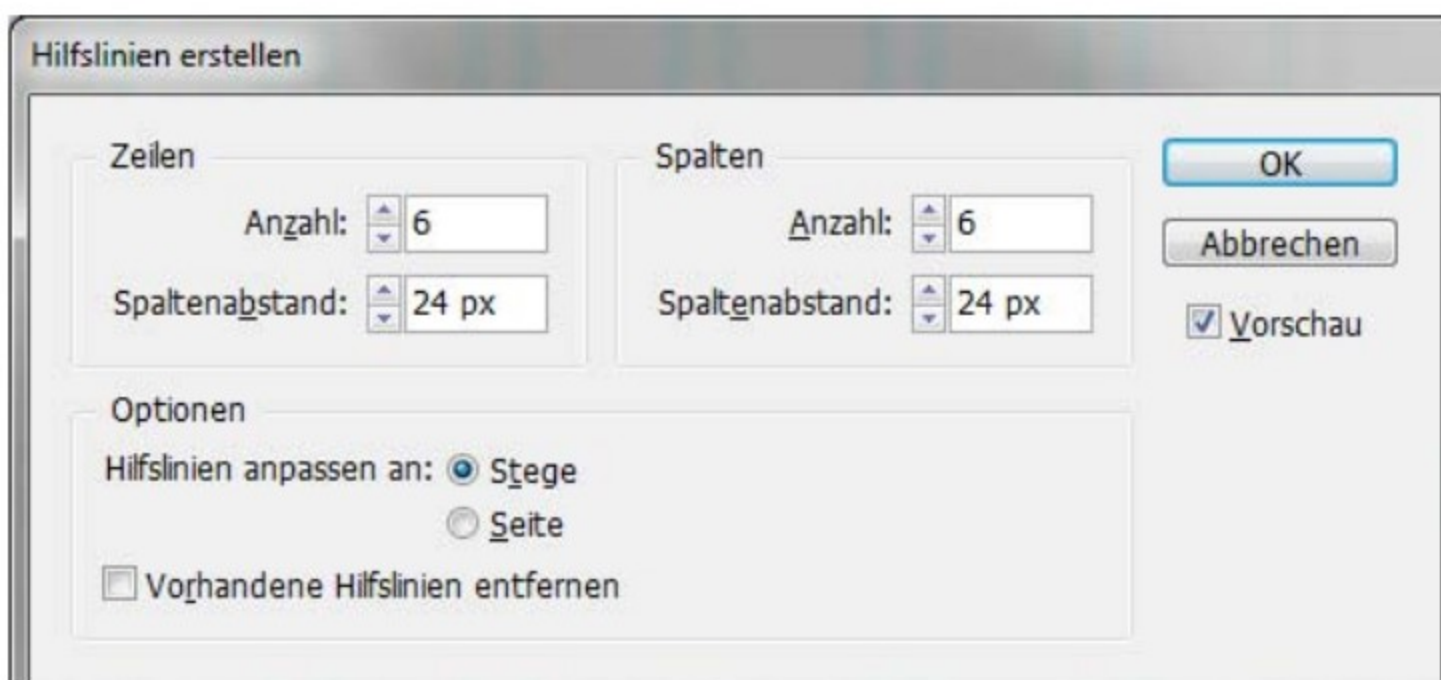 Hilfslinien erstellen
Zeilen
Anzahl: 6
Spaltenabstand: 24 px
Spalten
Anzahl: 6
Spaltenabstand: 24 px
OK
Abbrechen
Vorschau
Optionen
Hilfslinien anpassen an: Stege
Seite
Vorhandene Hilfslinien entfernen